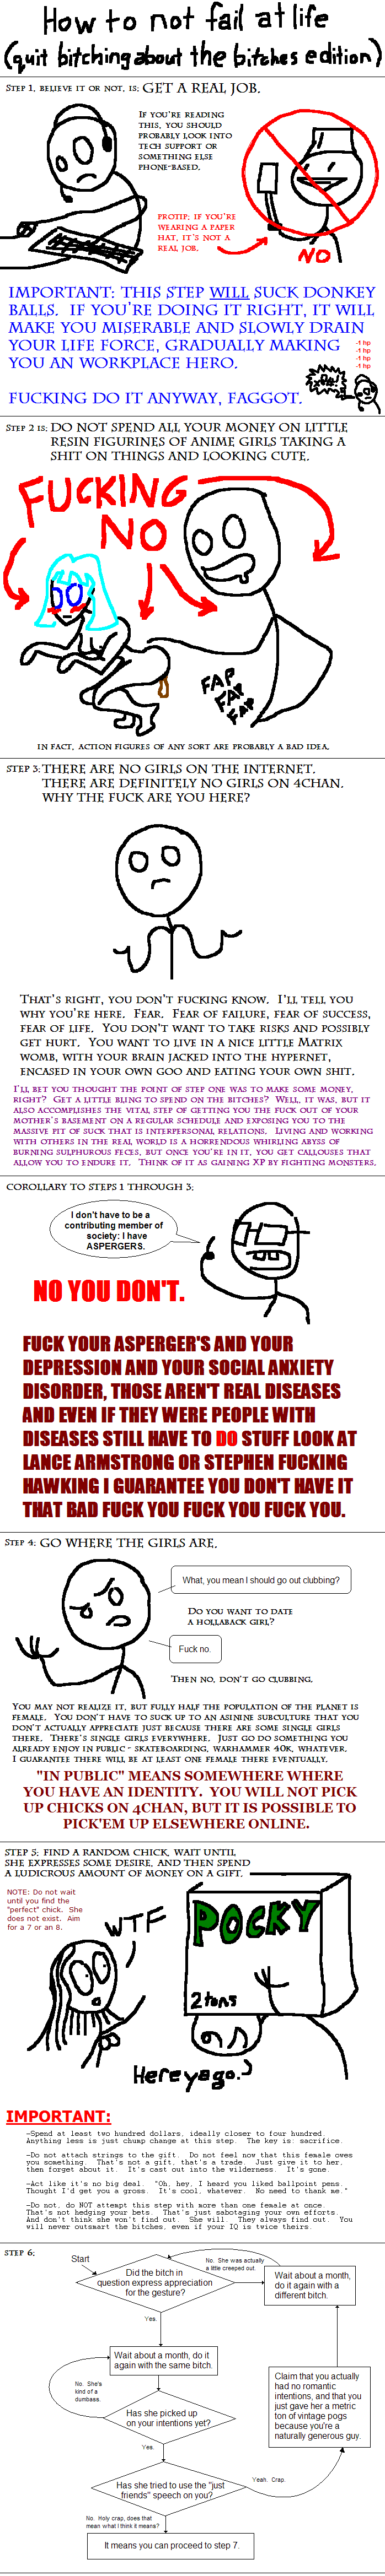 How to not fail at life
(quit bitching about the bitches edition)
Step 1, believe it or not, is: GET A REAL JOB.
If you're reading
this, you should
probably look into
tech support or
something else
phone-based.
Protip: if you're
wearing a paper
hat, it's not a
real job.
NO
IMPORTANT: THIS STEP WILL SUCK DONKEY
BALLS. IF YOU'RE DOING IT RIGHT, IT WILL
MAKE YOU MISERABLE AND SLOWLY DRAIN
YOUR LIFE FORCE, GRADUALLY MAKING
YOU AN WORKPLACE HERO.
-1 hp
-1 hp
-1 hp
-1 hp
FUCKING DO IT ANYWAY, FAGGOT.
Step 2 is: DO NOT SPEND ALL YOUR MONEY ON LITTLE
RESIN FIGURINES OF ANIME GIRLS TAKING A
SHIT ON THINGS AND LOOKING CUTE.
FUCKING
NO
FAP
FAP
FAP
In fact, action figures of any sort are probably a bad idea.
Step 3: THERE ARE NO GIRLS ON THE INTERNET.
THERE ARE DEFINITELY NO GIRLS ON 4CHAN.
WHY THE FUCK ARE YOU HERE?
That's right, you don't fucking know. I'll tell you
why you're here. Fear. Fear of failure, fear of success,
fear of life. You don't want to take risks and possibly
get hurt. You want to live in a nice little Matrix
womb, with your brain jacked into the hypernet,
encased in your own goo and eating your own shit.
I'll bet you thought the point of step one was to make some money,
right? Get a little bling to spend on the bitches? Well, it was, but it
also accomplishes the vital step of getting you the fuck out of your
mother's basement on a regular schedule and exposing you to the
massive pit of suck that is interpersonal relations. Living and working
with others in the real world is a horrendous whirling abyss of
burning sulphurous feces, but once you're in it, you get callouses that
allow you to endure it. Think of it as gaining XP by fighting monsters.
Corollary to steps 1 through 3:
I don't have to be a
contributing member of
society: I have
ASPERGERS.
NO YOU DON'T.
FUCK YOUR ASPERGER'S AND YOUR
DEPRESSION AND YOUR SOCIAL ANXIETY
DISORDER, THOSE AREN'T REAL DISEASES
AND EVEN IF THEY WERE PEOPLE WITH
DISEASES STILL HAVE TO DO STUFF LOOK AT
LANCE ARMSTRONG OR STEPHEN FUCKING
HAWKING I GUARANTEE YOU DON'T HAVE IT
THAT BAD FUCK YOU FUCK YOU FUCK YOU.
Step 4: GO WHERE THE GIRLS ARE.
What, you mean I should go out clubbing?
Do you want to date
a hollaback girl?
Fuck no.
Then no, don't go clubbing.
You may not realize it, but fully half the population of the planet is
female. You don't have to suck up to an asinine subculture that you
don't actually appreciate just because there are some single girls
there. There's single girls everywhere. Just go do something you
already enjoy in public - skateboarding, Warhammer 40K, whatever.
I guarantee there will be at least one female there eventually.
"IN PUBLIC" MEANS SOMEWHERE WHERE
YOU HAVE AN IDENTITY. YOU WILL NOT PICK
UP CHICKS ON 4CHAN, BUT IT IS POSSIBLE TO
PICK'EM UP ELSEWHERE ONLINE.
Step 5: Find a random chick, wait until
she expresses some desire, and then spend
a ludicrous amount of money on a gift.
NOTE: Do not wait
until you find the
"perfect" chick. She
does not exist. Aim
for a 7 or an 8.
WTF
POCKY
2 tons
Here ya go.
IMPORTANT:
-Spend at least two hundred dollars, ideally closer to four hundred.
Anything less is just chump change at this step. The key is: sacrifice.
-Do not attach strings to the gift. Do not feel now that this female owes
you something. That's not a gift, that's a trade. Just give it to her,
then forget about it. It's cast out into the wilderness. It's gone.
-Act like it's no big deal. "Oh, hey, I heard you liked ballpoint pens.
Thought I'd get you a gross. It's cool, whatever. No need to thank me."
-Do not, do NOT attempt this step with more than one female at once.
That's not hedging your bets. That's just sabotaging your own efforts.
And don't think she won't find out. She will. They always find out. You
will never outsmart the bitches, even if your IQ is twice theirs.
STEP 6:
Start
Did the bitch in
question express appreciation
for the gesture?
No. She was actually
a little creeped out.
Wait about a month,
do it again with a
different bitch.
Yes.
Wait about a month, do it
again with the same bitch.
No. She's
kind of a
dumbass.
Has she picked up
on your intentions yet?
Claim that you actually
had no romantic
intentions, and that you
just gave her a metric
ton of vintage pogs
because you're a
naturally generous guy.
Yes.
Has she tried to use the "just
friends" speech on you?
Yeah. Crap.
No. Holy crap, does that
mean what I think it means?
It means you can proceed to step 7.